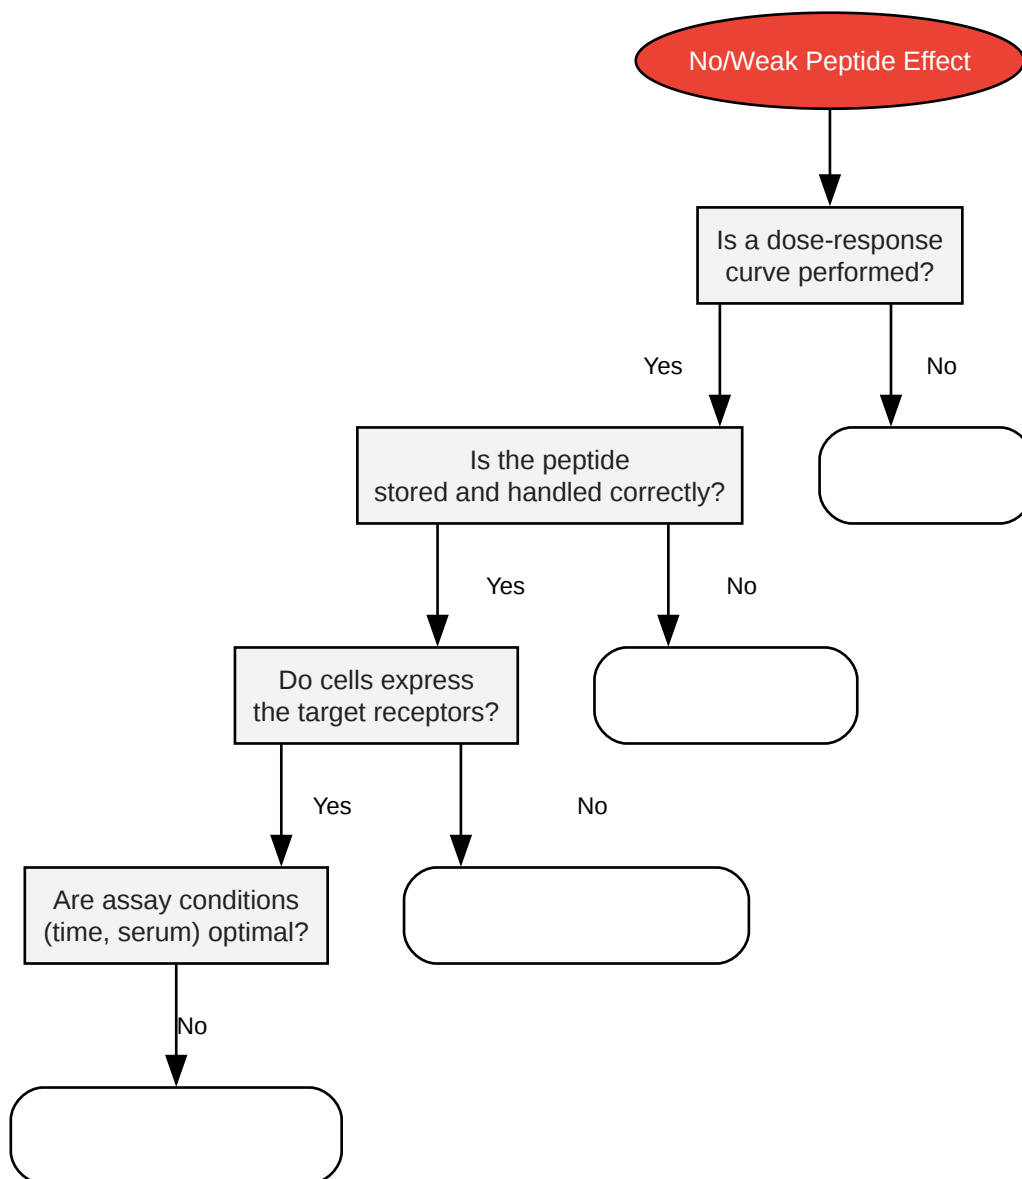 No/Weak Peptide Effect
Is a dose-response
curve performed?
Yes
No
Is the peptide
stored and handled correctly?
Yes
No
Do cells express
the target receptors?
Yes
No
Are assay conditions
(time, serum) optimal?
No